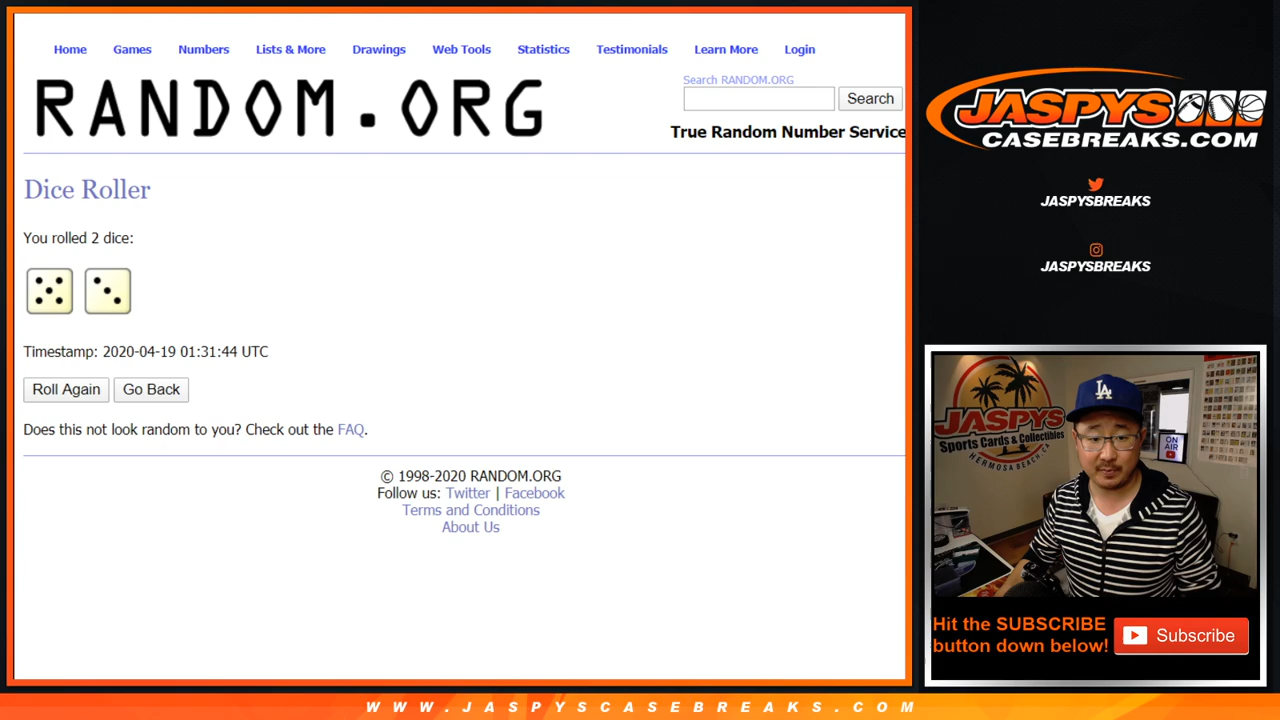 Home Games Numbers Lists & More Drawings Web Tools Statistics Testimonials Learn More Login
RANDOM.ORG
Search RANDOM.ORG
Search
True Random Number Service
Dice Roller
You rolled 2 dice:
Timestamp: 2020-04-19 01:31:44 UTC
Roll Again Go Back
Does this not look random to you? Check out the FAQ.
© 1998-2020 RANDOM.ORG
Follow us: Twitter | Facebook
Terms and Conditions
About Us
JASPYS
CASEBREAKS.COM
JASPYSBREAKS
JASPYSBREAKS
JASPYS
Sports Cards & Collectibles
HERMOSA BEACH, CA
LA
ON
AIR
Hit the SUBSCRIBE
button down below!
Subscribe
WWW.JASPYSCASEBREAKS.COM